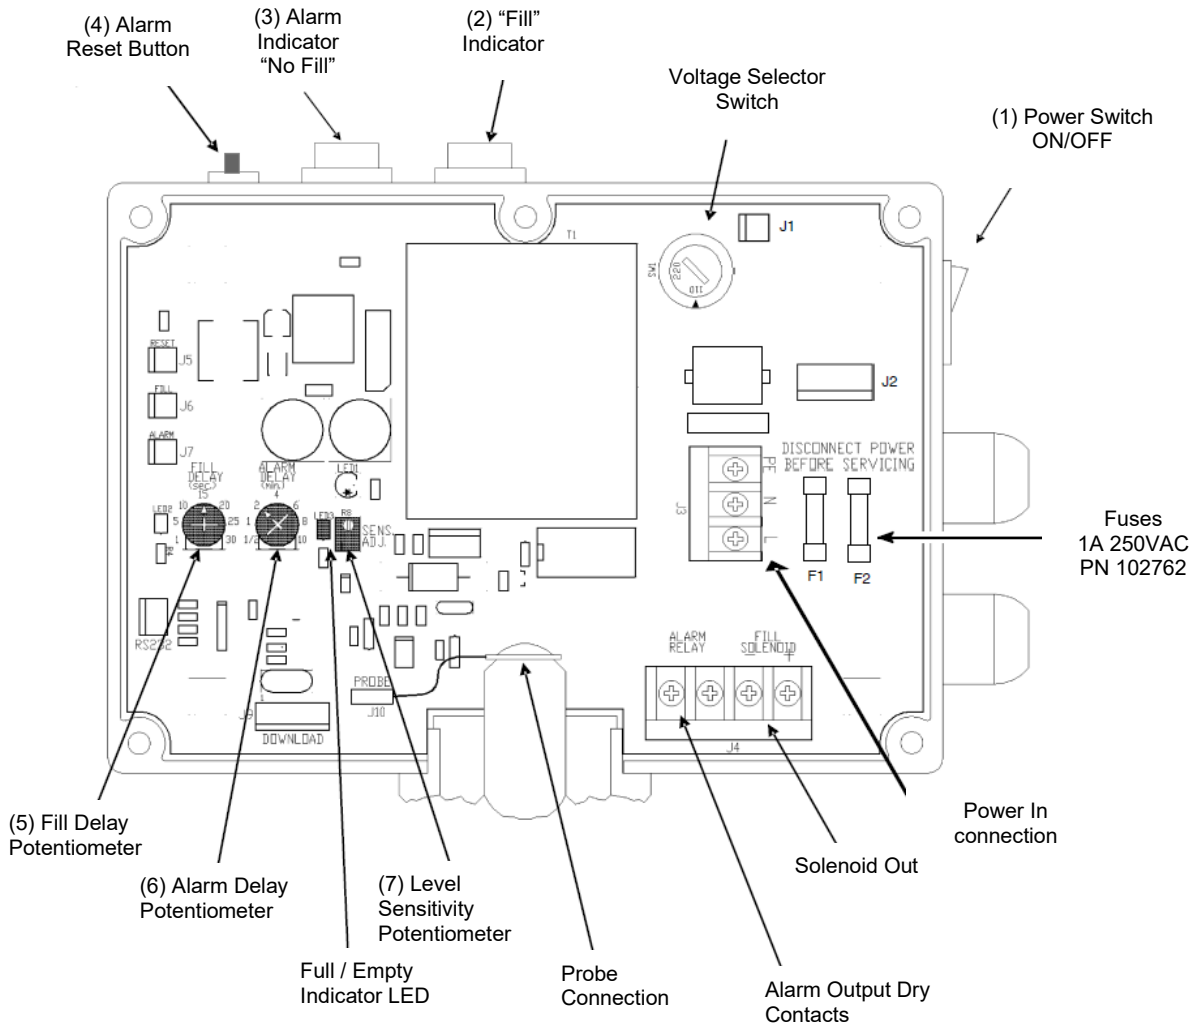 (4) Alarm
Reset Button
(3) Alarm
Indicator
“No Fill”
(2) “Fill”
Indicator
Voltage Selector
Switch
(1) Power Switch
ON/OFF
T1
J1
SW1
220
110
RESET
J5
FILL
J6
ALARM
J7
J2
FILL
DELAY
(sec)
15
10
20
5
25
1
30
ALARM
DELAY
(min)
4
2
6
1
8
1/2
10
LED1
LED2
R4
LED3
R8
SENS.
ADJ.
PE
N
L
J3
DISCONNECT POWER
BEFORE SERVICING
F1
F2
Fuses
1A 250VAC
PN 102762
RS232
1
J9
DOWNLOAD
PROBE
J10
ALARM
RELAY
FILL
SOLENOID
- +
J4
(5) Fill Delay
Potentiometer
(6) Alarm Delay
Potentiometer
(7) Level
Sensitivity
Potentiometer
Full / Empty
Indicator LED
Probe
Connection
Alarm Output Dry
Contacts
Solenoid Out
Power In
connection